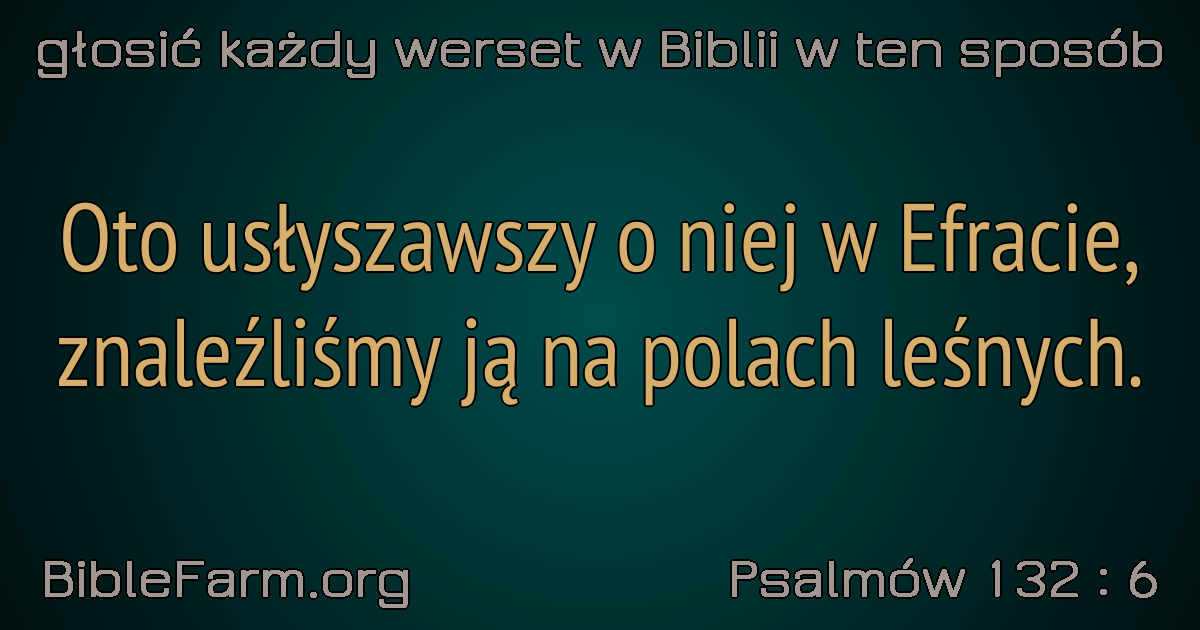 głosić każdy werset w Biblii w ten sposób
Oto usłyszawszy o niej w Efracie,
znaleźliśmy ją na polach leśnych.
BibleFarm.org
Psalmów 132 : 6